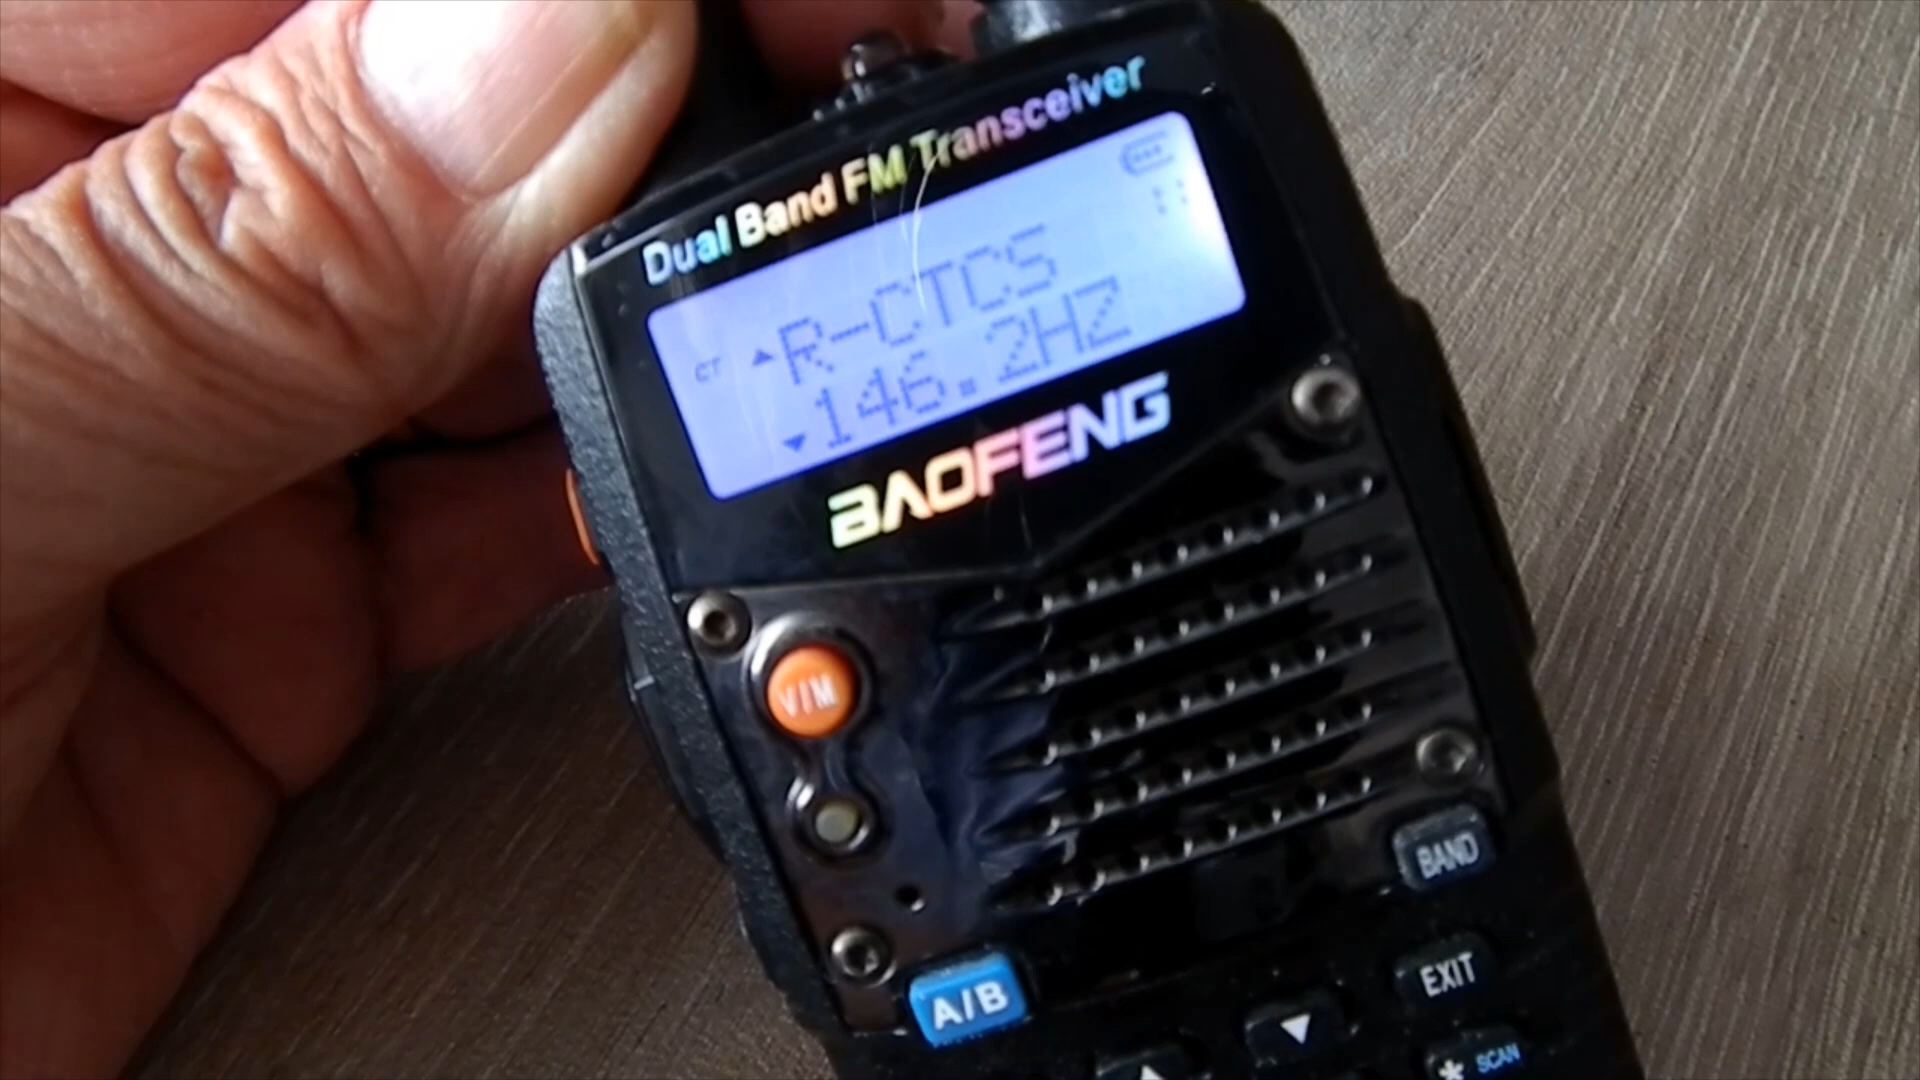 Dual Band FM Transceiver
CT R-CTCS
146.2HZ
BAOFENG
V/M
BAND
A/B
EXIT
* SCAN